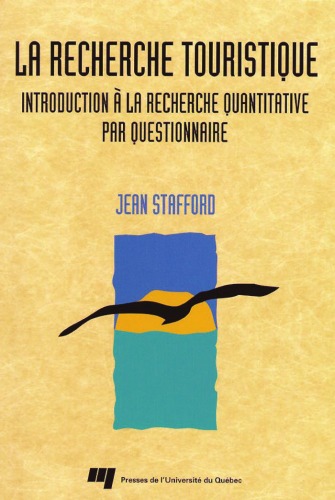 LA RECHERCHE TOURISTIQUE
INTRODUCTION À LA RECHERCHE QUANTITATIVE
PAR QUESTIONNAIRE
JEAN STAFFORD
Presses de l'Université du Québec